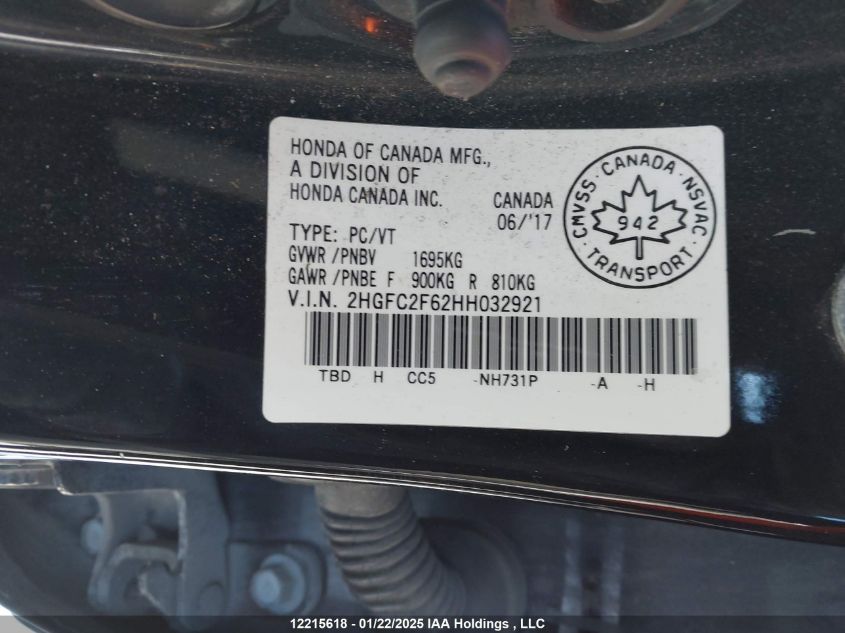 HONDA OF CANADA MFG.,
A DIVISION OF
HONDA CANADA INC.
CANADA
06/'17
TYPE: PC/VT
GVWR /PNBV 1695KG
GAWR /PNBE F 900KG R 810KG
V.I.N. 2HGFC2F62HH032921
TBD H CC5 -NH731P -A -H
CMVSS · CANADA · NSVAC
942
TRANSPORT
12215618 - 01/22/2025 IAA Holdings , LLC